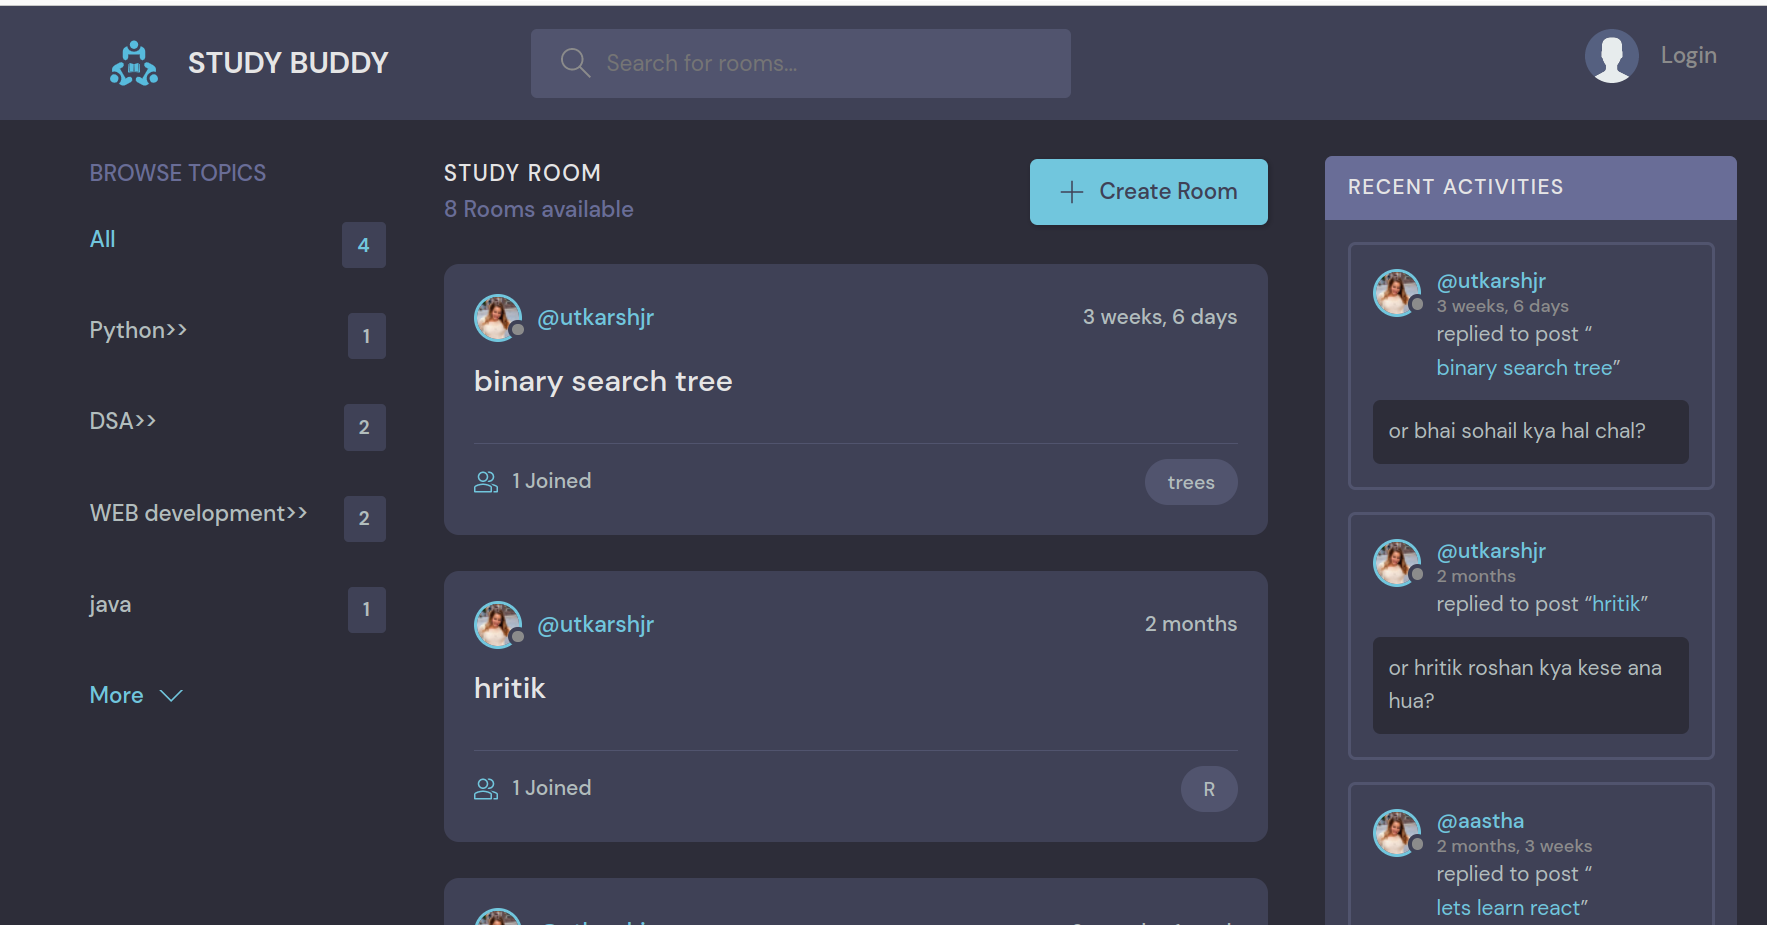 STUDY BUDDY
Search for rooms...
Login
BROWSE TOPICS
All
4
Python>>
1
DSA>>
2
WEB development>>
2
java
1
More
STUDY ROOM
8 Rooms available
Create Room
@utkarshjr
3 weeks, 6 days
binary search tree
1 Joined
trees
@utkarshjr
2 months
hritik
1 Joined
R
RECENT ACTIVITIES
@utkarshjr
3 weeks, 6 days
replied to post “
binary search tree”
or bhai sohail kya hal chal?
@utkarshjr
2 months
replied to post “hritik”
or hritik roshan kya kese ana
hua?
@aastha
2 months, 3 weeks
replied to post “
lets learn react”